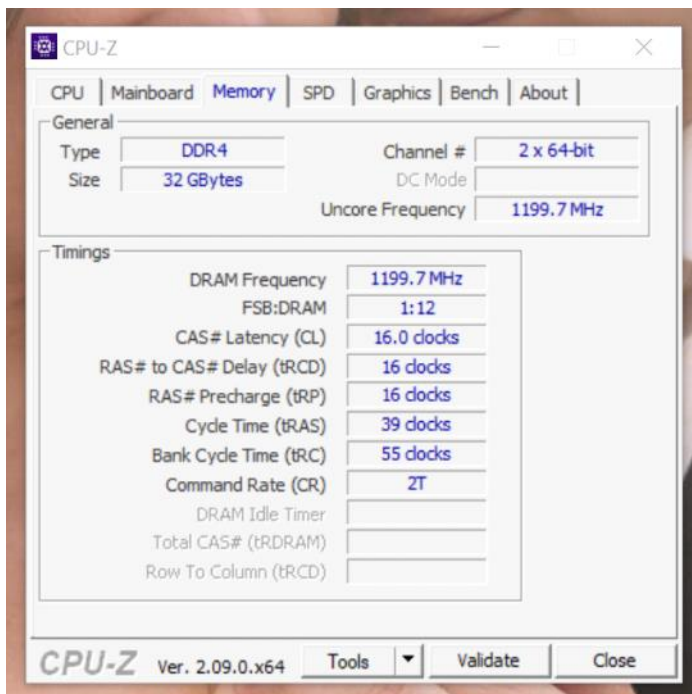 CPU-Z
CPU Mainboard Memory SPD Graphics Bench About
General
Type DDR4 Channel # 2 x 64-bit
Size 32 GBytes DC Mode
Uncore Frequency 1199.7 MHz
Timings
DRAM Frequency 1199.7 MHz
FSB:DRAM 1:12
CAS# Latency (CL) 16.0 clocks
RAS# to CAS# Delay (tRCD) 16 clocks
RAS# Precharge (tRP) 16 clocks
Cycle Time (tRAS) 39 clocks
Bank Cycle Time (tRC) 55 clocks
Command Rate (CR) 2T
DRAM Idle Timer
Total CAS# (tRDRAM)
Row To Column (tRCD)
CPU-Z Ver. 2.09.0.x64 Tools Validate Close